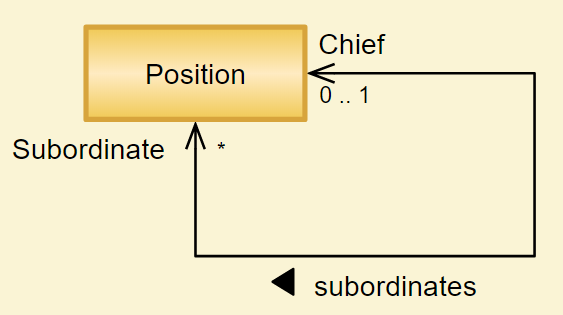 Chief
Position
0 .. 1
Subordinate
*
subordinates